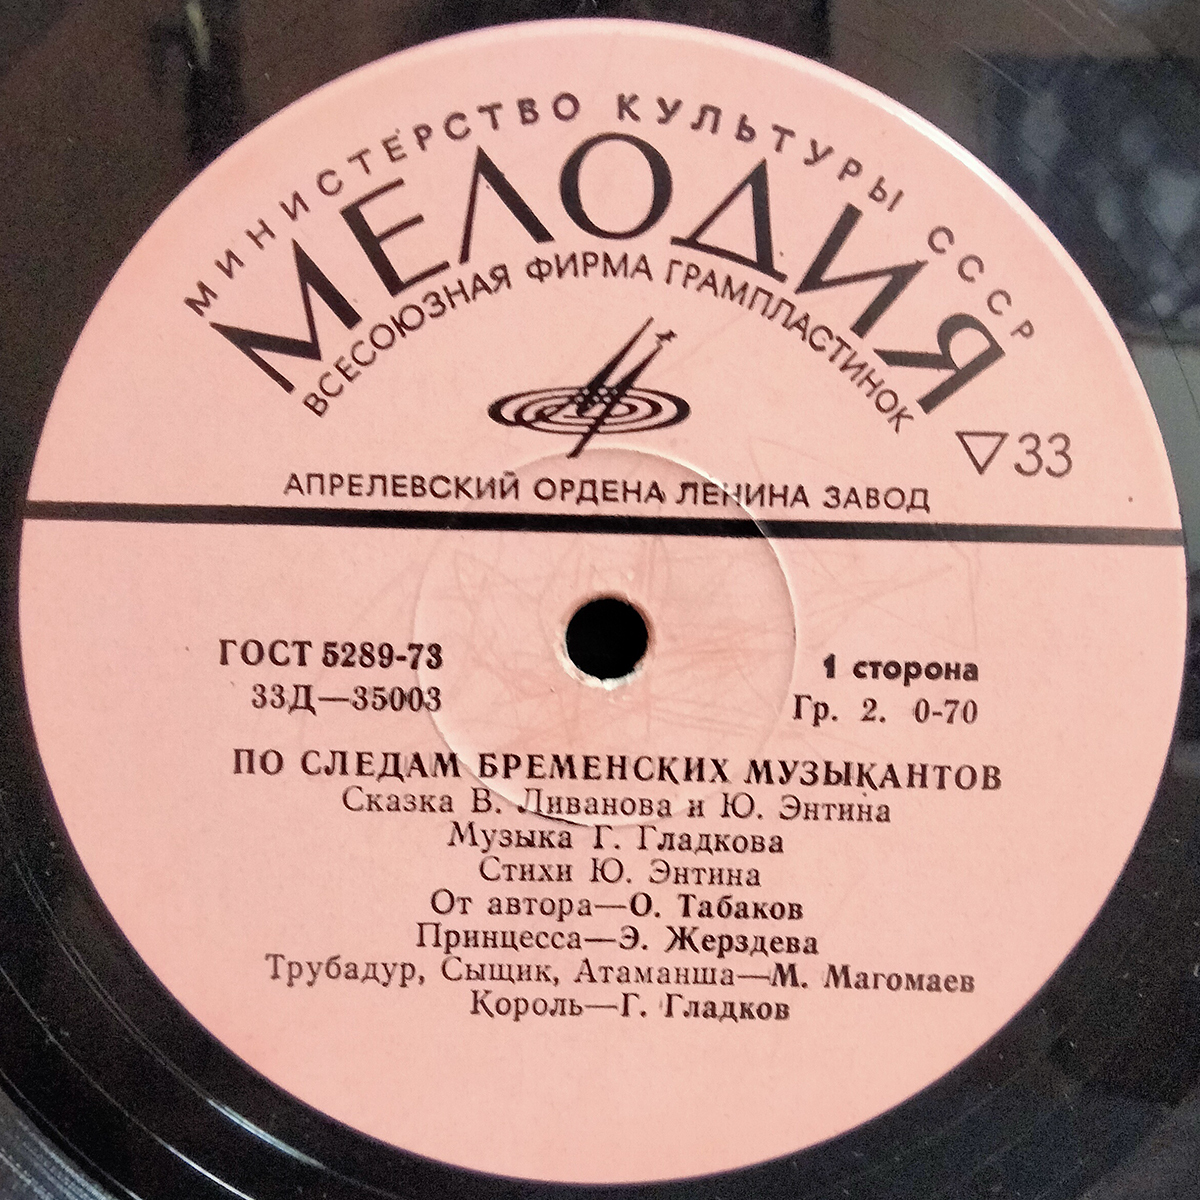 МИНИСТЕРСТВО КУЛЬТУРЫ СССР
МЕЛОДИЯ
ВСЕСОЮЗНАЯ ФИРМА ГРАМПЛАСТИНОК
▽33
АПРЕЛЕВСКИЙ ОРДЕНА ЛЕНИНА ЗАВОД
ГОСТ 5289-73
33Д—35003
1 сторона
Гр. 2. 0-70
ПО СЛЕДАМ БРЕМЕНСКИХ МУЗЫКАНТОВ
Сказка В. Ливанова и Ю. Энтина
Музыка Г. Гладкова
Стихи Ю. Энтина
От автора—О. Табаков
Принцесса—Э. Жерздева
Трубадур, Сыщик, Атаманша—М. Магомаев
Король—Г. Гладков